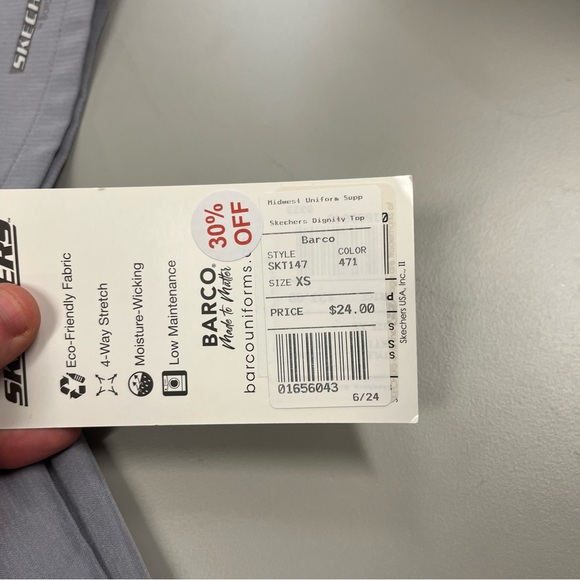 SKECHERS
Midwest Uniform Supp
Skechers Dignity Top
Barco
STYLE COLOR
SKT147 471
SIZE XS
PRICE $24.00
01656043
6/24
30%
OFF
Eco-Friendly Fabric
4-Way Stretch
Moisture-Wicking
Low Maintenance
BARCO®
Made to Matter
barcouniforms.
Skechers USA, Inc., II